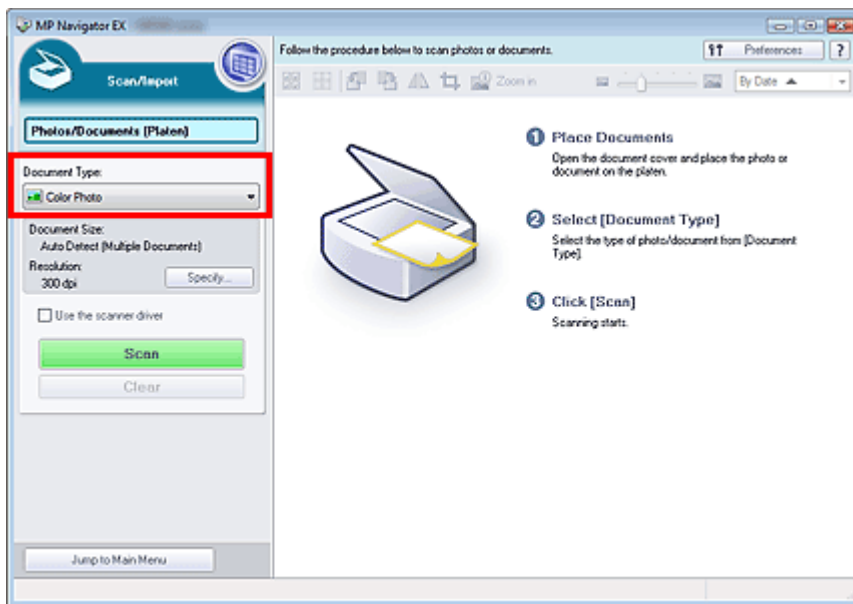 MP Navigator EX
Scan/Import
Photos/Documents (Platen)
Document Type:
Color Photo
Document Size:
Auto Detect (Multiple Documents)
Resolution:
300 dpi
Specify...
Use the scanner driver
Scan
Clear
Jump to Main Menu
Follow the procedure below to scan photos or documents.
Preferences
?
Zoom in
By Date
1 Place Documents
Open the document cover and place the photo or
document on the platen.
2 Select [Document Type]
Select the type of photo/document from [Document
Type].
3 Click [Scan]
Scanning starts.